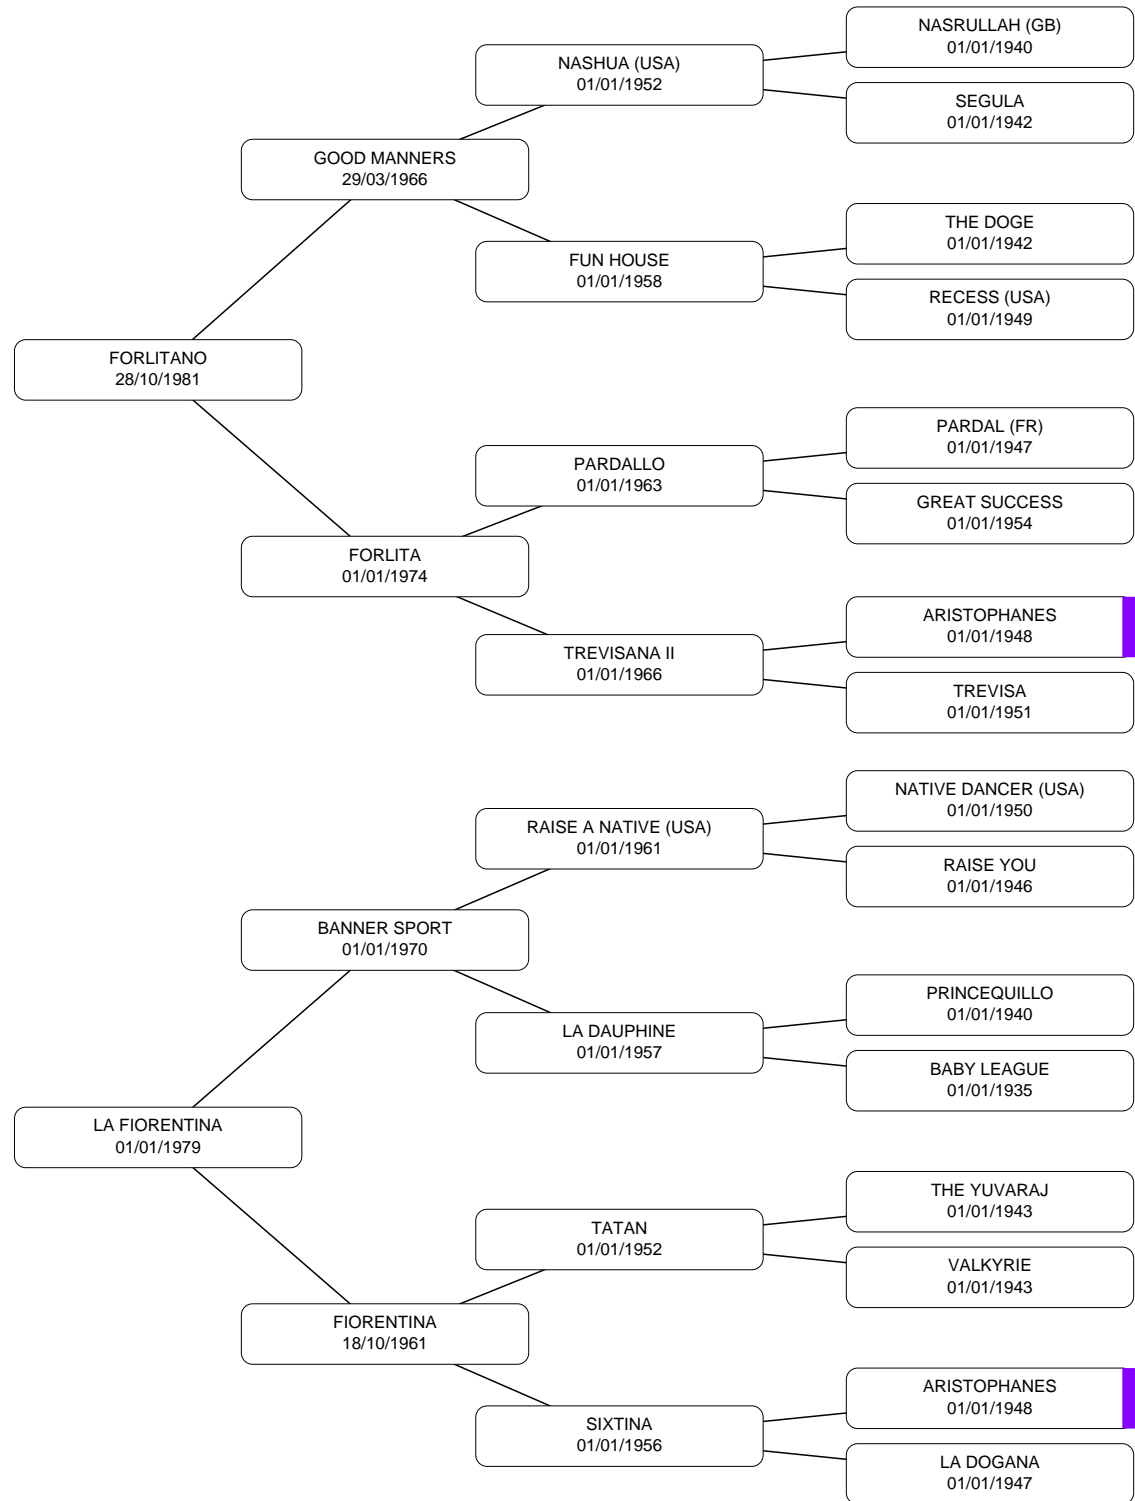 NASRULLAH (GB)
01/01/1940
NASHUA (USA)
01/01/1952
SEGULA
01/01/1942
GOOD MANNERS
29/03/1966
THE DOGE
01/01/1942
FUN HOUSE
01/01/1958
RECESS (USA)
01/01/1949
FORLITANO
28/10/1981
PARDAL (FR)
01/01/1947
PARDALLO
01/01/1963
GREAT SUCCESS
01/01/1954
FORLITA
01/01/1974
ARISTOPHANES
01/01/1948
TREVISANA II
01/01/1966
TREVISA
01/01/1951
NATIVE DANCER (USA)
01/01/1950
RAISE A NATIVE (USA)
01/01/1961
RAISE YOU
01/01/1946
BANNER SPORT
01/01/1970
PRINCEQUILLO
01/01/1940
LA DAUPHINE
01/01/1957
BABY LEAGUE
01/01/1935
LA FIORENTINA
01/01/1979
THE YUVARAJ
01/01/1943
TATAN
01/01/1952
VALKYRIE
01/01/1943
FIORENTINA
18/10/1961
ARISTOPHANES
01/01/1948
SIXTINA
01/01/1956
LA DOGANA
01/01/1947